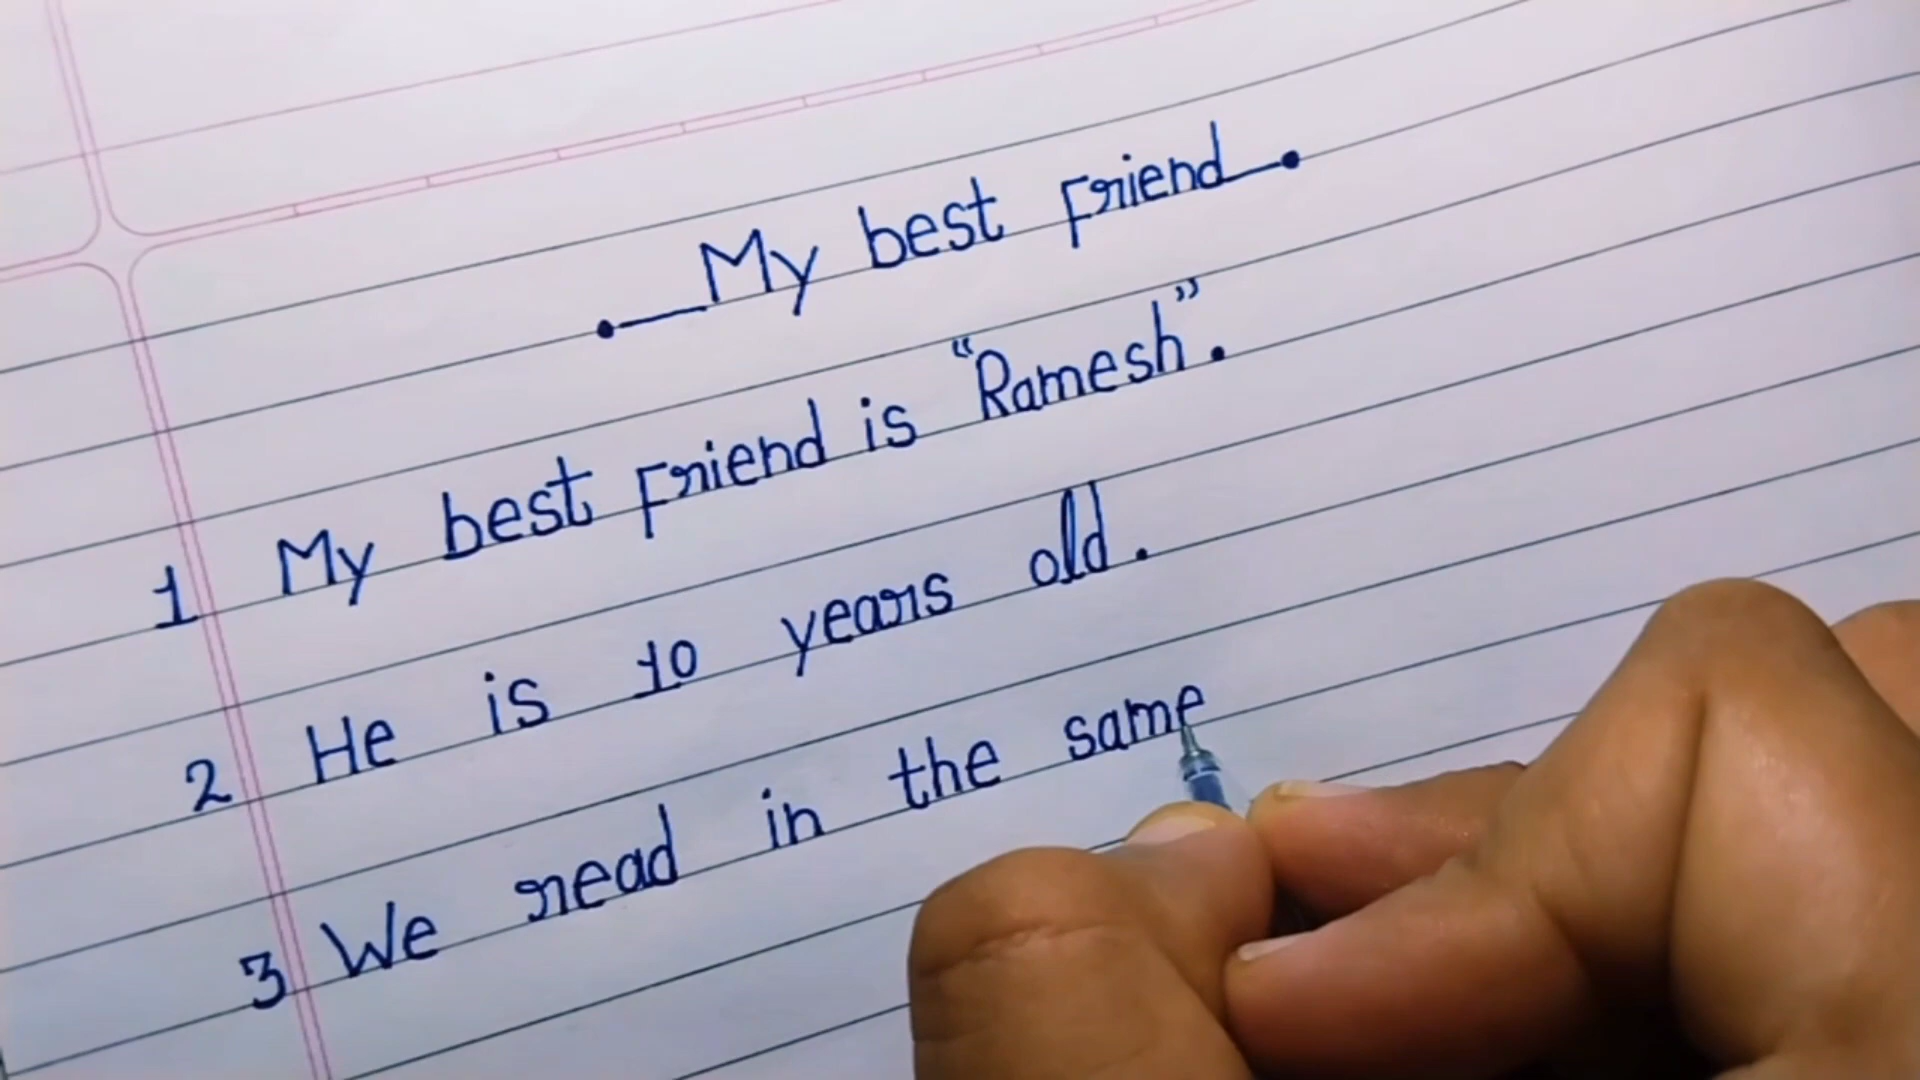 My best friend
1 My best friend is "Ramesh".
2 He is 10 years old.
3 We read in the same